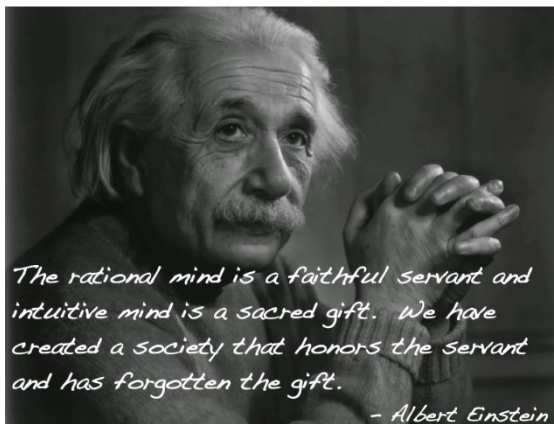 The rational mind is a faithful servant and
intuitive mind is a sacred gift. We have
created a society that honors the servant
and has forgotten the gift.
- Albert Einstein